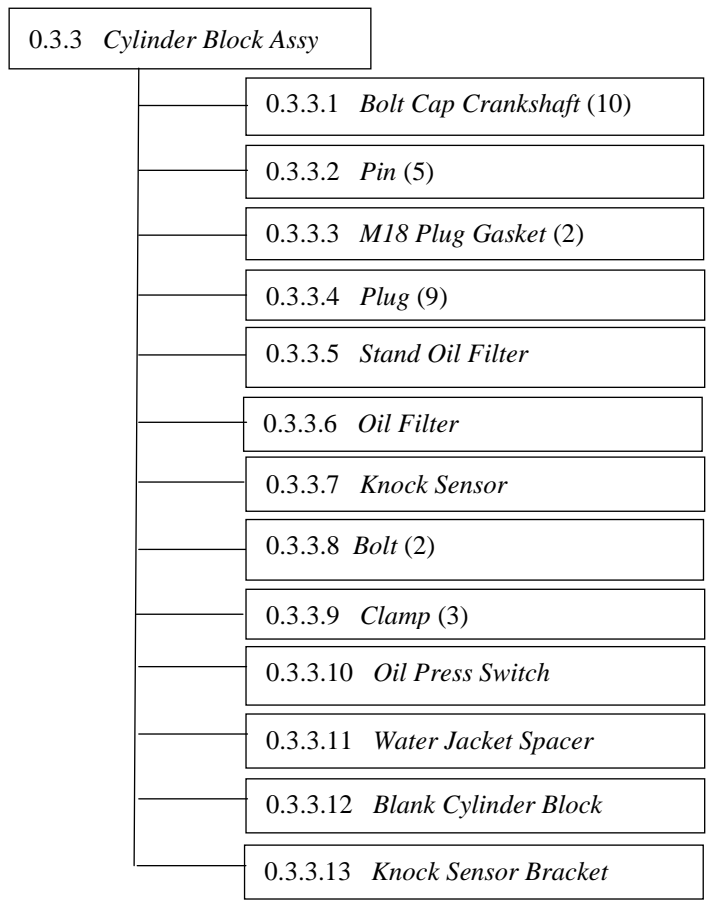 0.3.3 Cylinder Block Assy
0.3.3.1 Bolt Cap Crankshaft (10)
0.3.3.2 Pin (5)
0.3.3.3 M18 Plug Gasket (2)
0.3.3.4 Plug (9)
0.3.3.5 Stand Oil Filter
0.3.3.6 Oil Filter
0.3.3.7 Knock Sensor
0.3.3.8 Bolt (2)
0.3.3.9 Clamp (3)
0.3.3.10 Oil Press Switch
0.3.3.11 Water Jacket Spacer
0.3.3.12 Blank Cylinder Block
0.3.3.13 Knock Sensor Bracket